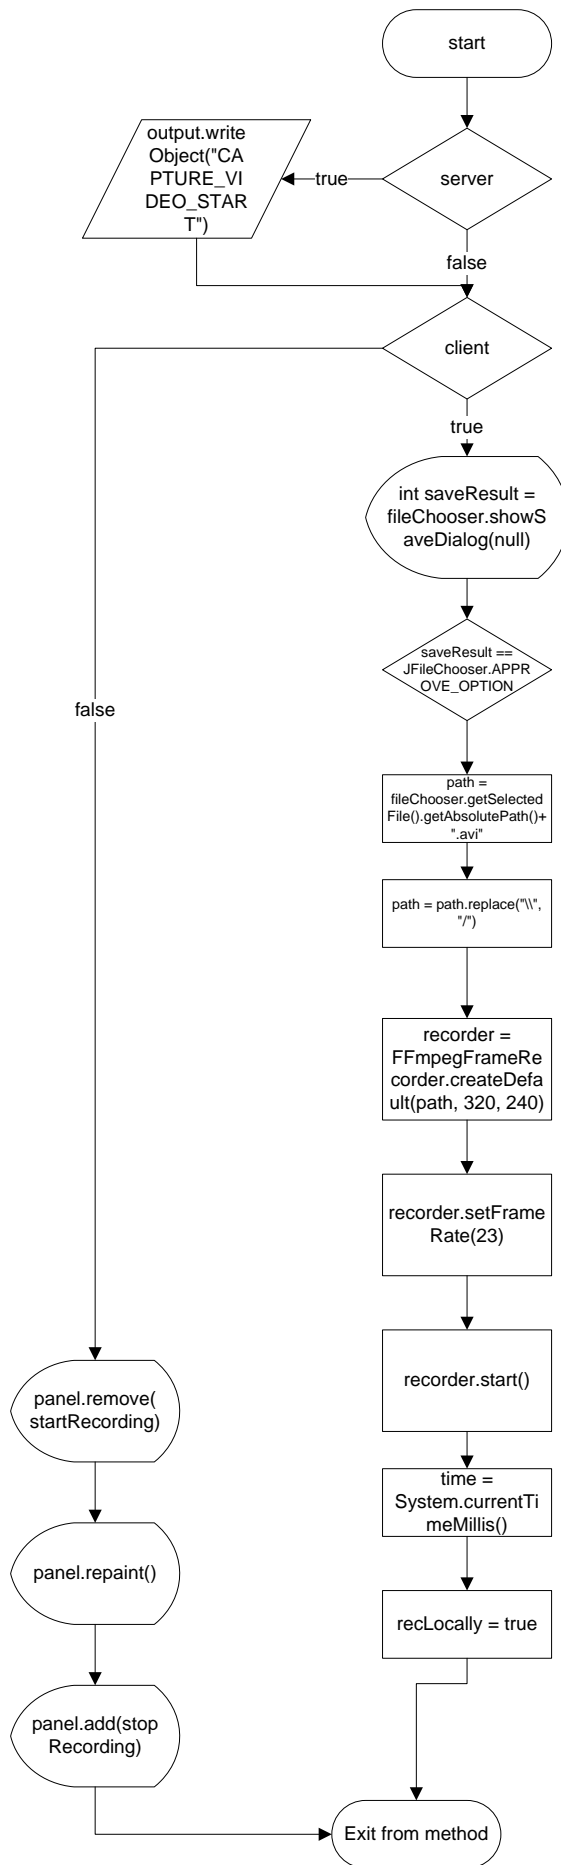 start
output.write
Object("CA
PTURE_VI
DEO_STAR
T")
true
server
false
client
true
int saveResult =
fileChooser.showS
aveDialog(null)
saveResult ==
JFileChooser.APPR
OVE_OPTION
false
path =
fileChooser.getSelected
File().getAbsolutePath()+
".avi"
path = path.replace("\\",
"/")
recorder =
FFmpegFrameRe
corder.createDefa
ult(path, 320, 240)
recorder.setFrame
Rate(23)
recorder.start()
panel.remove(
startRecording)
time =
System.currentTi
meMillis()
panel.repaint()
recLocally = true
panel.add(stop
Recording)
Exit from method